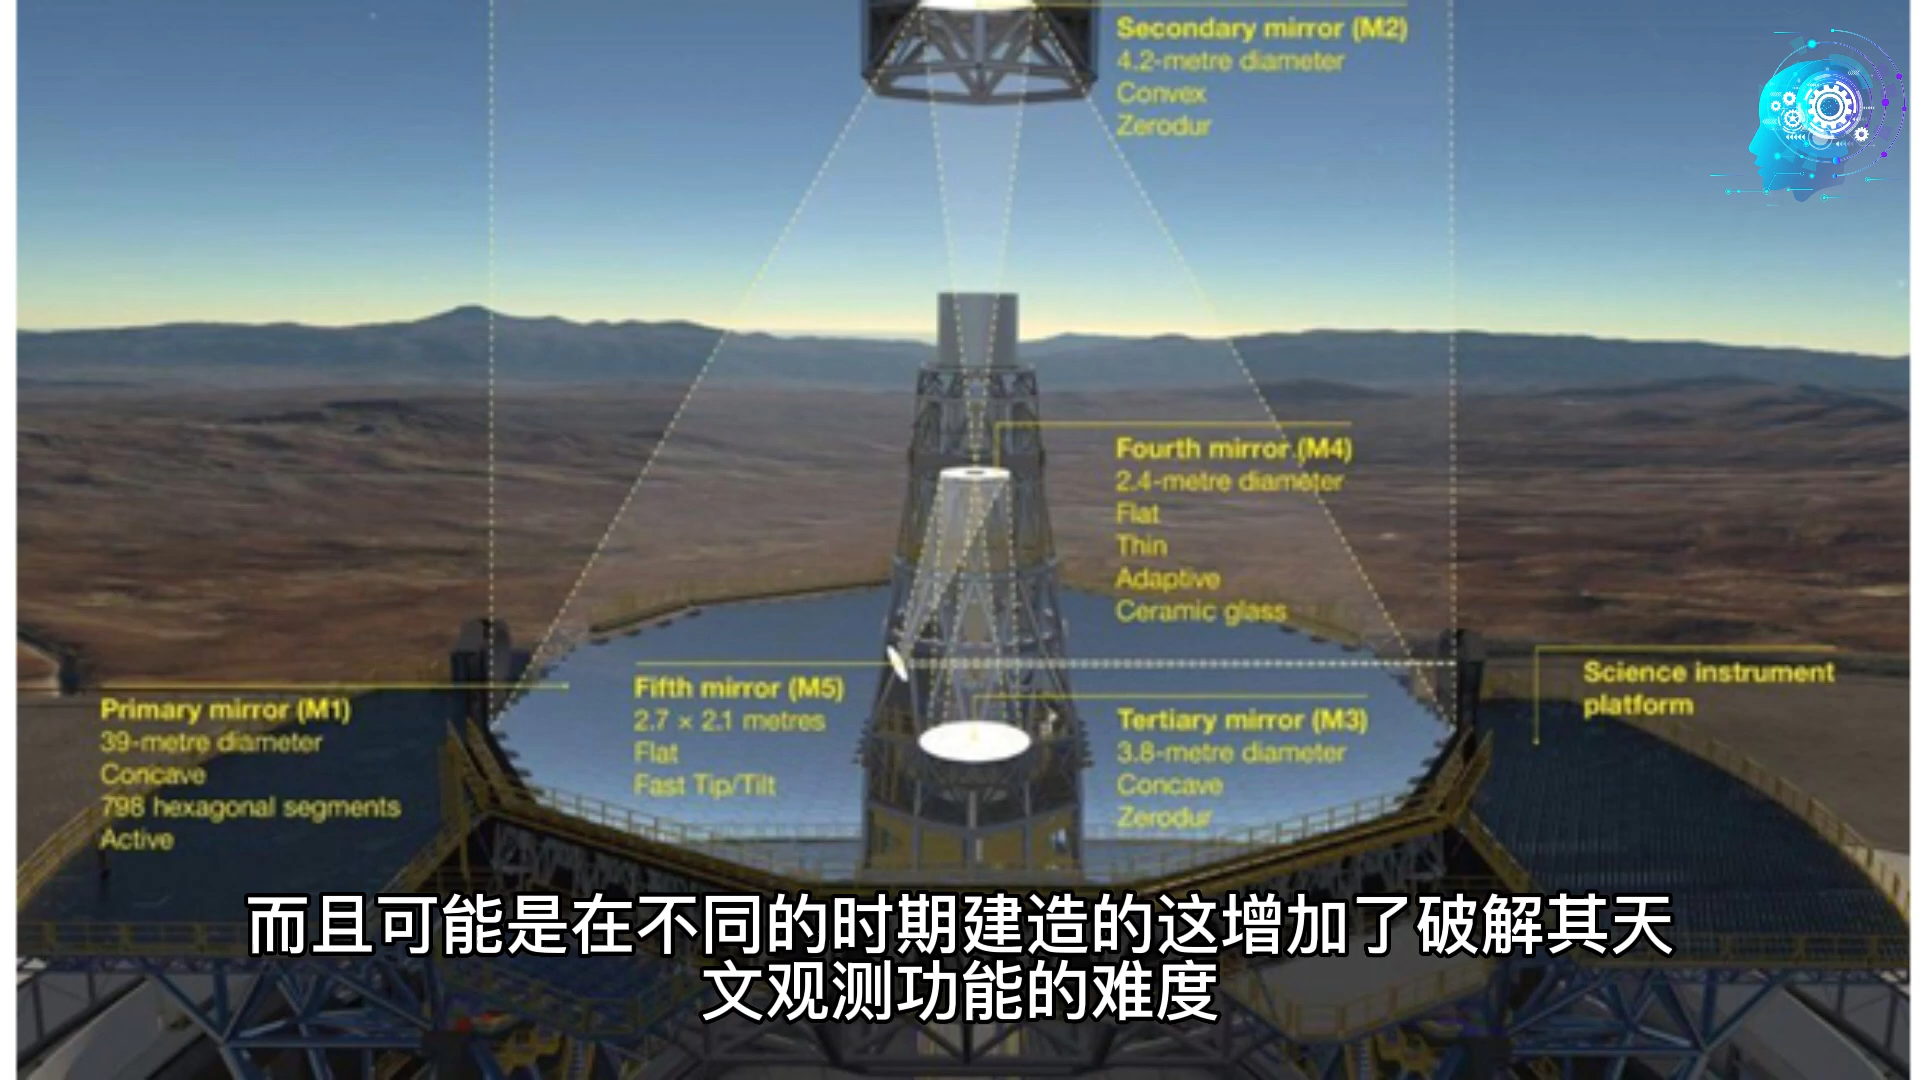 Secondary mirror (M2)
4.2-metre diameter
Convex
Zerodur
Fourth mirror (M4)
2.4-metre diameter
Flat
Thin
Adaptive
Ceramic glass
Primary mirror (M1)
39-metre diameter
Concave
798 hexagonal segments
Active
Fifth mirror (M5)
2.7 × 2.1 metres
Flat
Fast Tip/Tilt
Tertiary mirror (M3)
3.8-metre diameter
Concave
Zerodur
Science instrument
platform
而且可能是在不同的时期建造的这增加了破解其天
文观测功能的难度